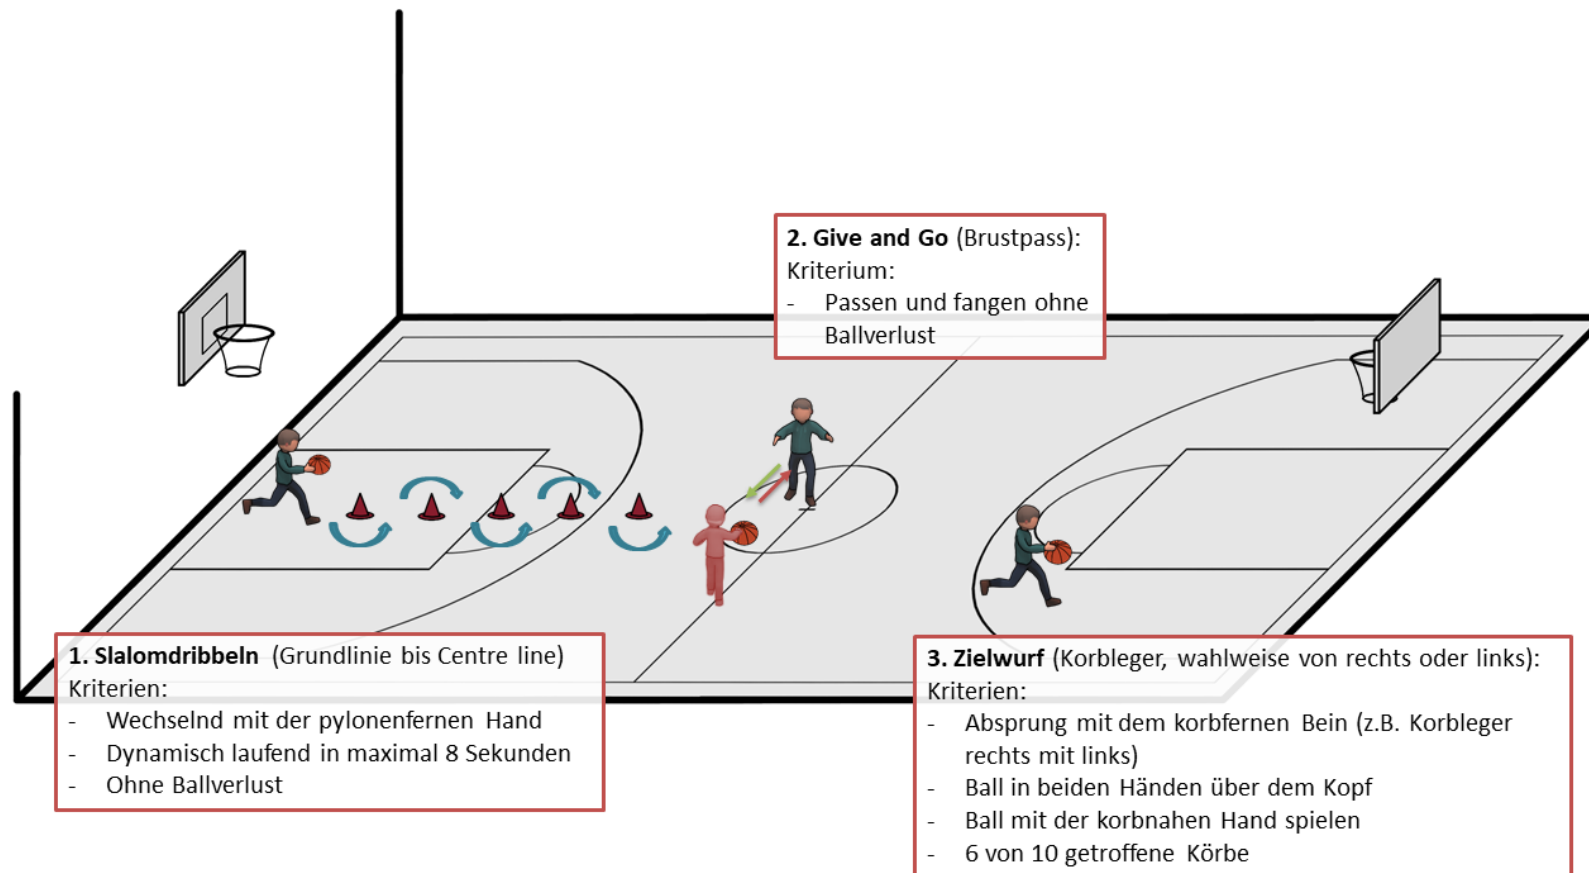 2. Give and Go (Brustpass):
Kriterium:
- Passen und fangen ohne
Ballverlust
1. Slalomdribbeln (Grundlinie bis Centre line)
Kriterien:
- Wechselnd mit der pylonenfernen Hand
- Dynamisch laufend in maximal 8 Sekunden
- Ohne Ballverlust
3. Zielwurf (Korbleger, wahlweise von rechts oder links):
Kriterien:
- Absprung mit dem korbfernen Bein (z.B. Korbleger
rechts mit links)
- Ball in beiden Händen über dem Kopf
- Ball mit der korbnahen Hand spielen
- 6 von 10 getroffene Körbe